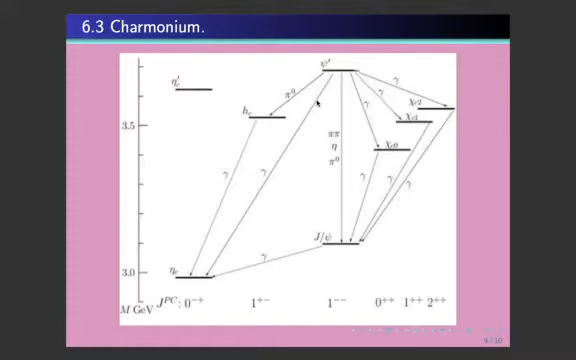 6.3 Charmonium.
ψ′
η′c
γ
π⁰
χc2
γ
γ
hc
χc1
3.5
ππ
χc0
η
π⁰
γ
γ
γ
γ
γ
J/ψ
γ
ηc
3.0
M GeV
J^PC : 0⁻⁺ 1⁺⁻ 1⁻⁻ 0⁺⁺ 1⁺⁺ 2⁺⁺
9 / 10